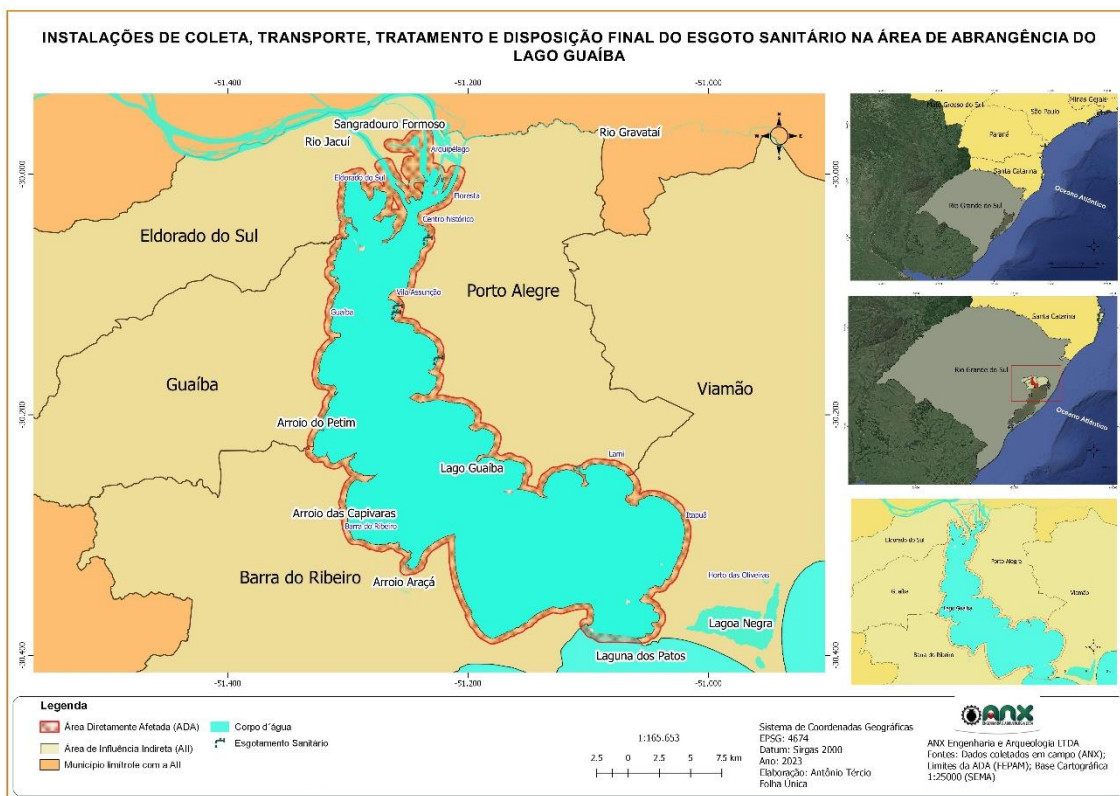 INSTALAÇÕES DE COLETA, TRANSPORTE, TRATAMENTO E DISPOSIÇÃO FINAL DO ESGOTO SANITÁRIO NA ÁREA DE ABRANGÊNCIA DO
LAGO GUAÍBA
-51.400
-51.200
-51.000
Sangradouro Formoso
Rio Jacuí
Arquipélago
Rio Gravataí
-30.000
-30.000
Eldorado do Sul
Floresta
Centro histórico
Eldorado do Sul
Porto Alegre
Vila Assunção
Guaíba
Guaíba
Viamão
-30.200
-30.200
Arroio do Petim
Lago Guaíba
Lami
Arroio das Capivaras
Barra do Ribeiro
Itapuã
Barra do Ribeiro
Arroio Araçá
Horto das Oliveiras
Lagoa Negra
Laguna dos Patos
-30.400
-30.400
-51.400
-51.200
-51.000
Mato Grosso do Sul
São Paulo
Minas Gerais
Paraná
Santa Catarina
Rio Grande do Sul
Oceano Atlântico
Santa Catarina
Rio Grande do Sul
Oceano Atlântico
Eldorado do Sul
Porto Alegre
Guaíba
Viamão
Lago Guaíba
Barra do Ribeiro
Legenda
Área Diretamente Afetada (ADA)
Área de Influência Indireta (AII)
Município limítrofe com a AII
Corpo d´água
Esgotamento Sanitário
1:165.653
2.5 0 2.5 5 7.5 km
Sistema de Coordenadas Geográficas
EPSG: 4674
Datum: Sirgas 2000
Ano: 2023
Elaboração: Antônio Tércio
Folha Única
ANX
ANX Engenharia e Arqueologia LTDA
Fontes: Dados coletados em campo (ANX);
Limites da ADA (FEPAM); Base Cartográfica
1:25000 (SEMA)